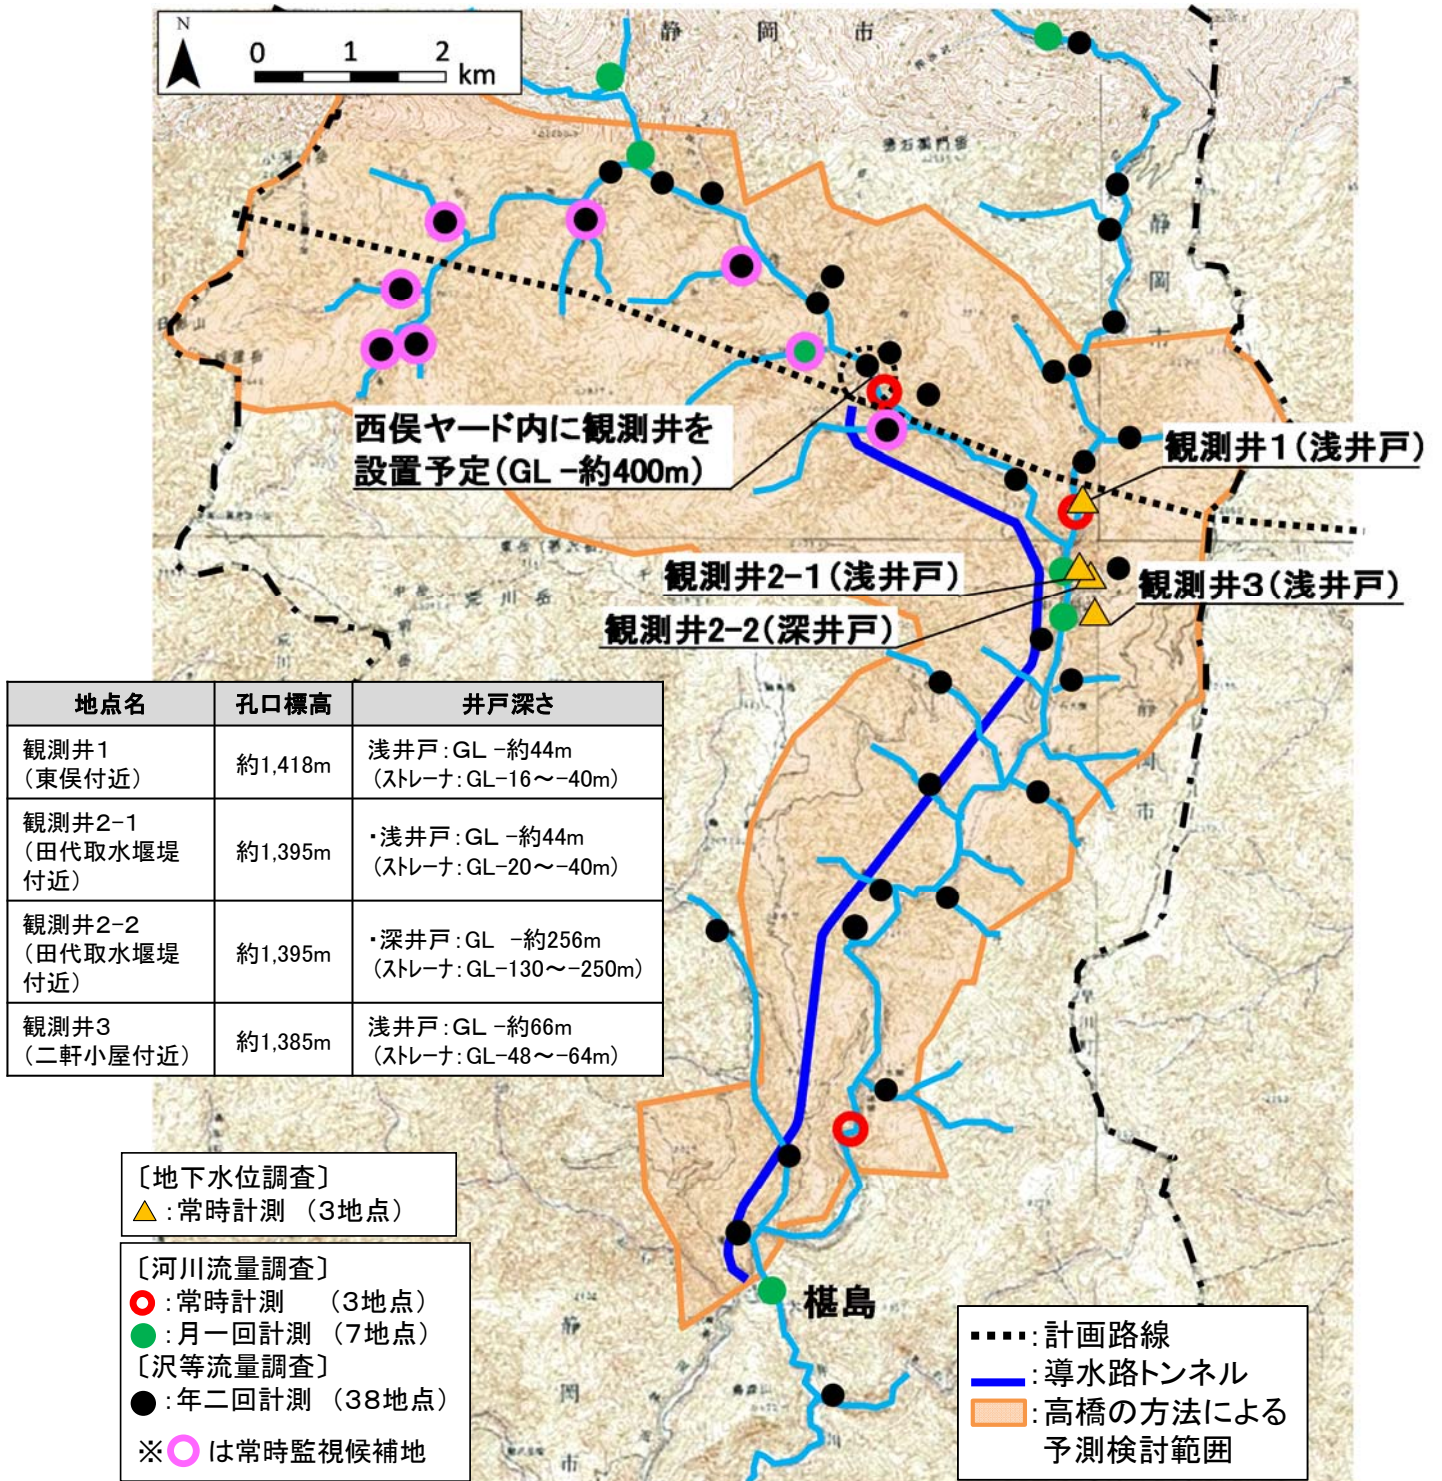 N
0 1 2 km
静岡市
静岡市
西俣ヤード内に観測井を
設置予定(GL-約400m)
観測井1(浅井戸)
観測井2-1(浅井戸)
観測井3(浅井戸)
観測井2-2(深井戸)
荒川岳
地点名 孔口標高 井戸深さ
観測井1
(東俣付近)
約1,418m
浅井戸:GL -約44m
(ストレーナ:GL-16~-40m)
観測井2-1
(田代取水堰堤
付近)
約1,395m
・浅井戸:GL -約44m
(ストレーナ:GL-20~-40m)
観測井2-2
(田代取水堰堤
付近)
約1,395m
・深井戸:GL -約256m
(ストレーナ:GL-130~-250m)
観測井3
(二軒小屋付近)
約1,385m
浅井戸:GL -約66m
(ストレーナ:GL-48~-64m)
静岡市
〔地下水位調査〕
:常時計測 (3地点)
〔河川流量調査〕
:常時計測 (3地点)
:月一回計測 (7地点)
〔沢等流量調査〕
:年二回計測 (38地点)
※ は常時監視候補地
椹島
静岡市
:計画路線
:導水路トンネル
:高橋の方法による
予測検討範囲